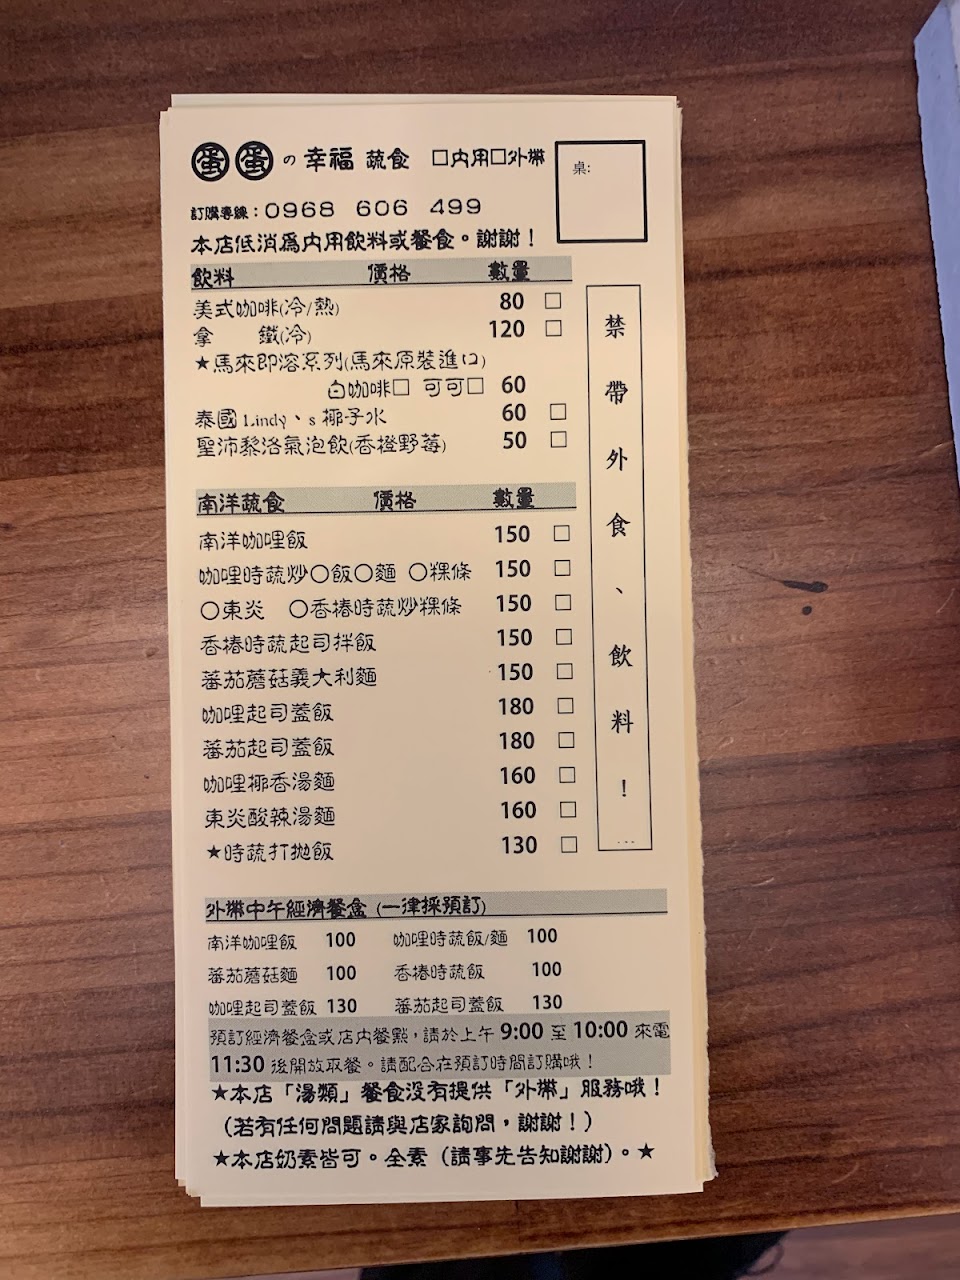 蛋蛋の幸福 蔬食 □內用□外帶
桌:
訂購專線：0968 606 499
本店低消為內用飲料或餐食。謝謝！
飲料 價格 數量
美式咖啡(冷/熱) 80 □
拿 鐵(冷) 120 □
★馬來即溶系列(馬來原裝進口)
白咖啡□ 可可□ 60
泰國 Lindy、s 椰子水 60 □
聖沛黎洛氣泡飲(香橙野莓) 50 □
南洋蔬食 價格 數量
南洋咖哩飯 150 □
咖哩時蔬炒○飯○麵 ○粿條 150 □
○東炎 ○香椿時蔬炒粿條 150 □
香椿時蔬起司拌飯 150 □
蕃茄蘑菇義大利麵 150 □
咖哩起司蓋飯 180 □
蕃茄起司蓋飯 180 □
咖哩椰香湯麵 160 □
東炎酸辣湯麵 160 □
★時蔬打拋飯 130 □
禁帶外食、飲料！...
外帶中午經濟餐盒 (一律採預訂)
南洋咖哩飯 100 咖哩時蔬飯/麵 100
蕃茄蘑菇麵 100 香椿時蔬飯 100
咖哩起司蓋飯 130 蕃茄起司蓋飯 130
預訂經濟餐盒或店內餐點，請於上午 9:00 至 10:00 來電
11:30 後開放取餐。請配合在預訂時間訂購哦！
★本店「湯類」餐食沒有提供「外帶」服務哦！
（若有任何問題請與店家詢問，謝謝！）
★本店奶素皆可。全素（請事先告知謝謝）。★